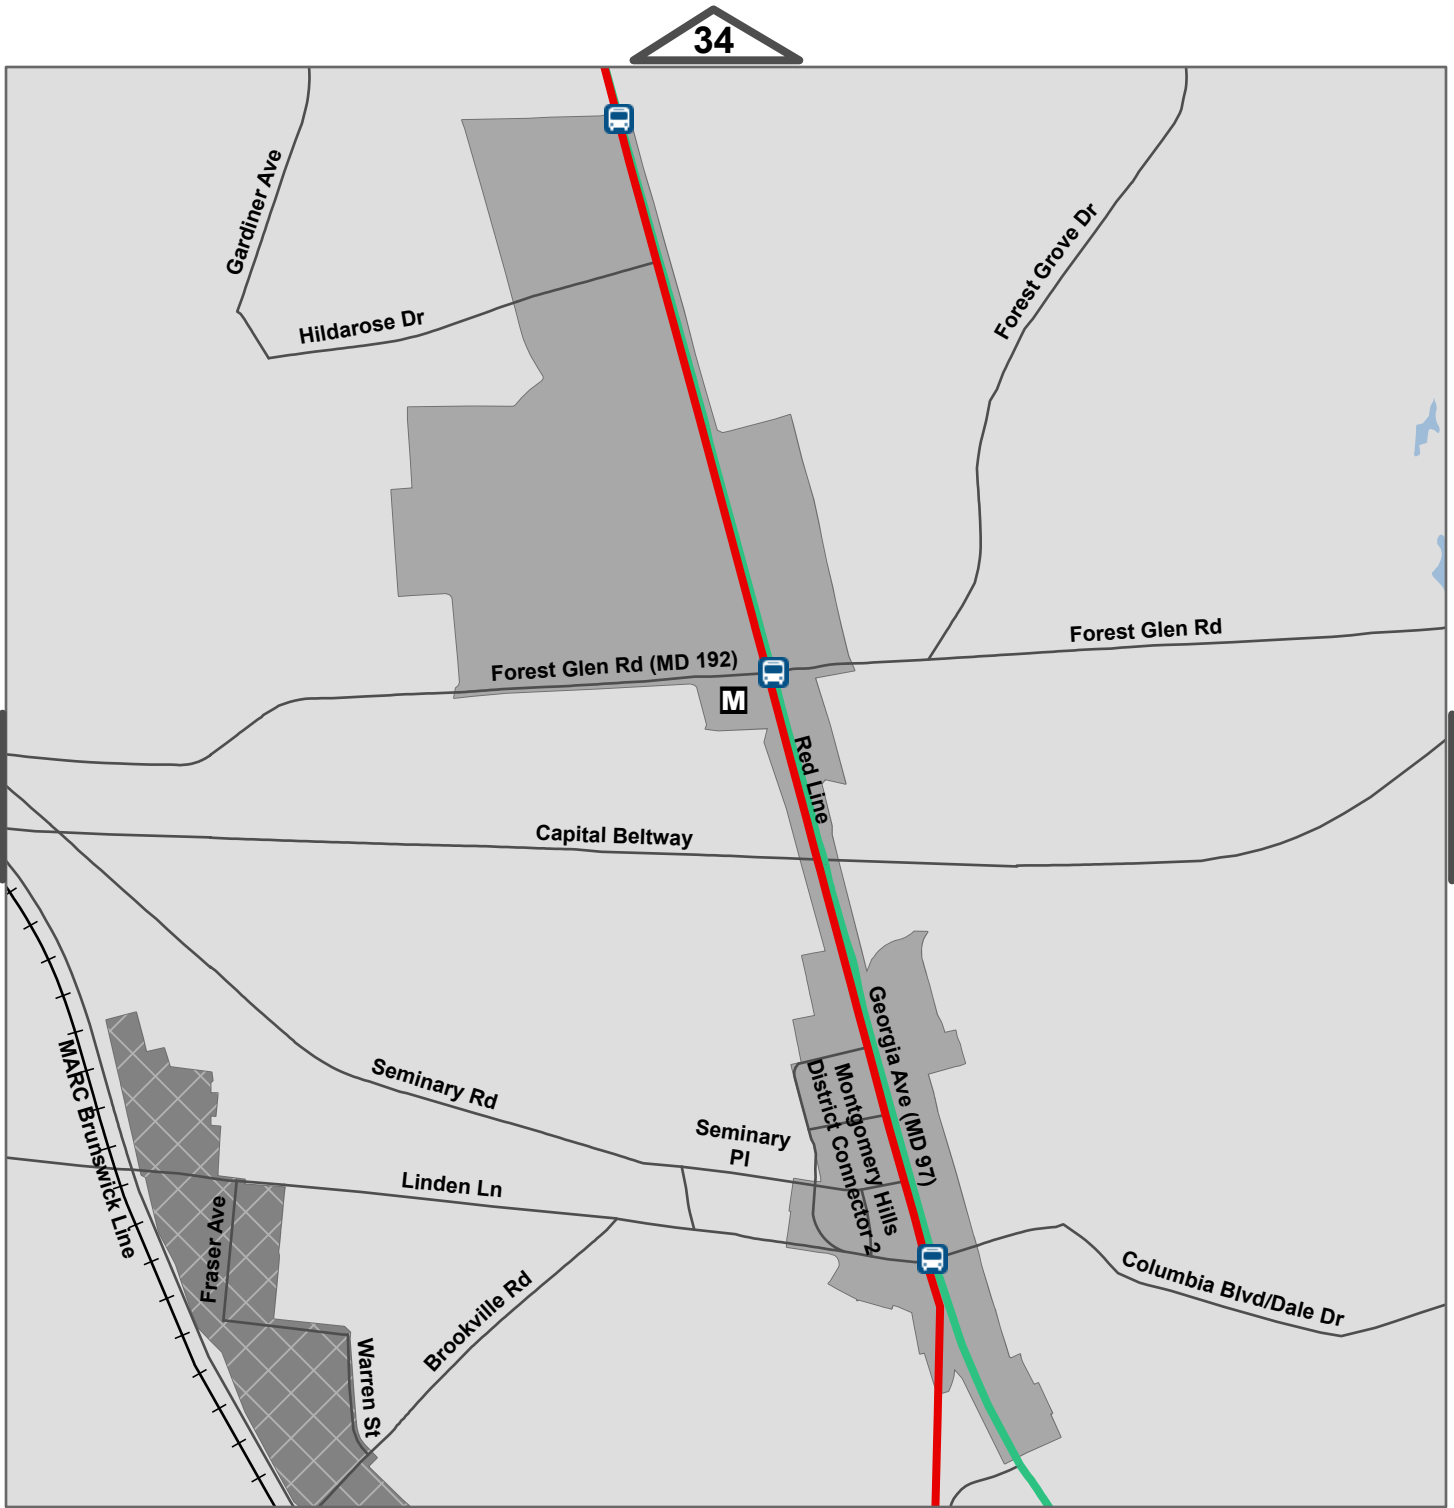 34
Gardiner Ave
Hildarose Dr
Forest Grove Dr
Forest Glen Rd
Forest Glen Rd (MD 192)
M
Red Line
Capital Beltway
Georgia Ave (MD 97)
Montgomery Hills
District Connector 2
MARC Brunswick Line
Seminary Rd
Seminary
Pl
Linden Ln
Fraser Ave
Brookville Rd
Warren St
Columbia Blvd/Dale Dr